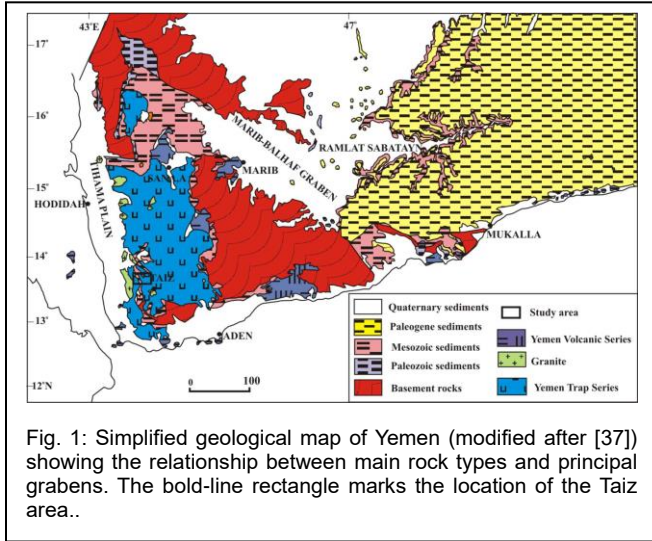 43°E
47°
17°
16°
15°
14°
13°
12°N
MARIB-BALHAF GRABEN
RAMLAT SABATAYN
SANAA
MARIB
TIHAMA PLAIN
HODIDAH
MUKALLA
TAIZ
ADEN
0 100
Quaternary sediments
Paleogene sediments
Mesozoic sediments
Paleozoic sediments
Basement rocks
Study area
Yemen Volcanic Series
Granite
Yemen Trap Series
Fig. 1: Simplified geological map of Yemen (modified after [37])
showing the relationship between main rock types and principal
grabens. The bold-line rectangle marks the location of the Taiz
area..